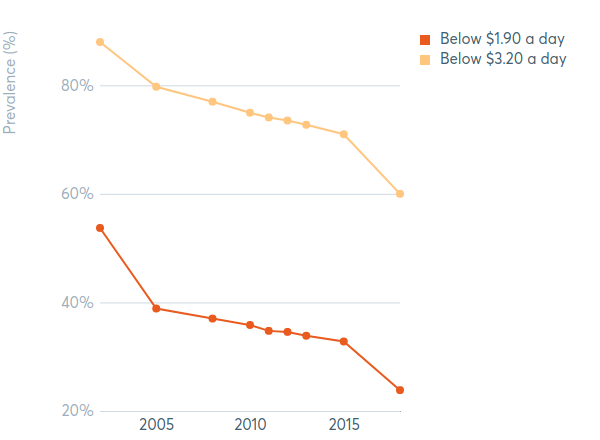 Prevalence (%)
Below $1.90 a day
Below $3.20 a day
80%
60%
40%
20%
2005 2010 2015